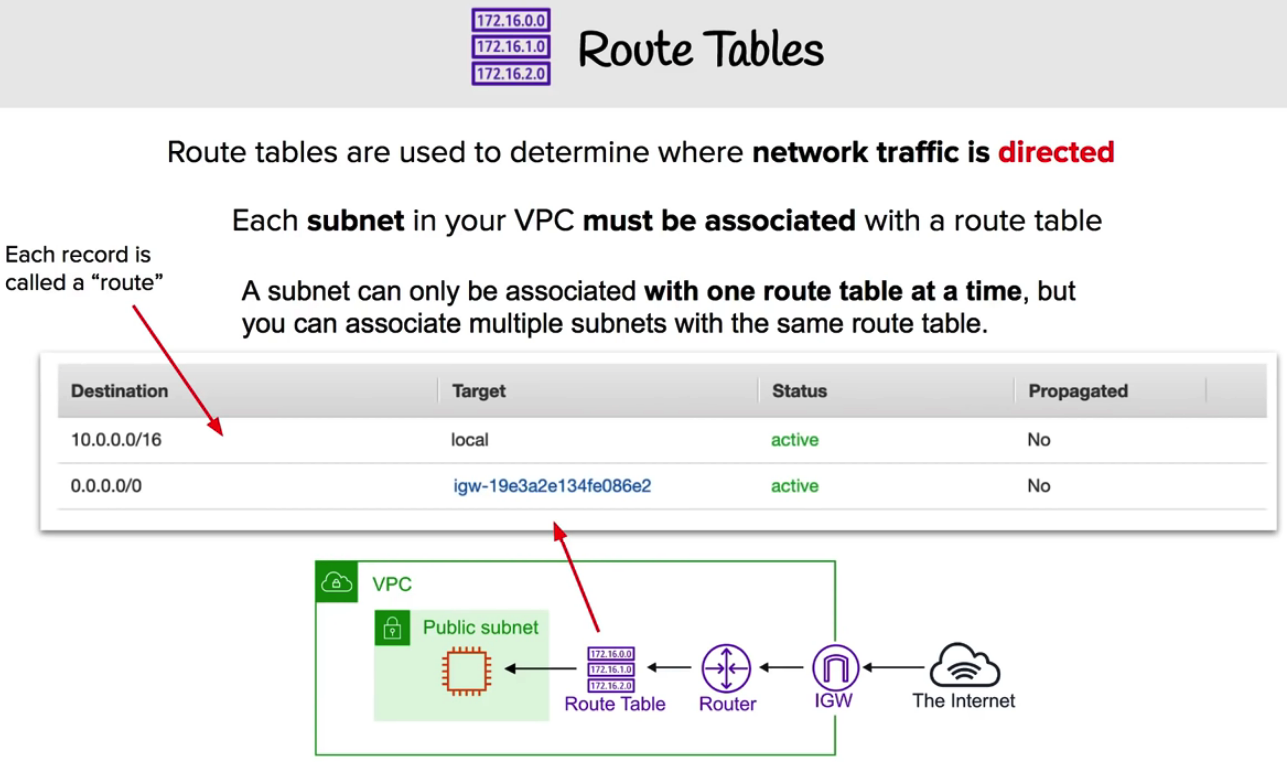 172.16.0.0
172.16.1.0
172.16.2.0
Route Tables
Route tables are used to determine where network traffic is directed
Each subnet in your VPC must be associated with a route table
Each record is
called a “route”
A subnet can only be associated with one route table at a time, but
you can associate multiple subnets with the same route table.
Destination Target Status Propagated
10.0.0.0/16 local active No
0.0.0.0/0 igw-19e3a2e134fe086e2 active No
VPC
Public subnet
172.16.0.0
172.16.1.0
172.16.2.0
Route Table Router IGW The Internet